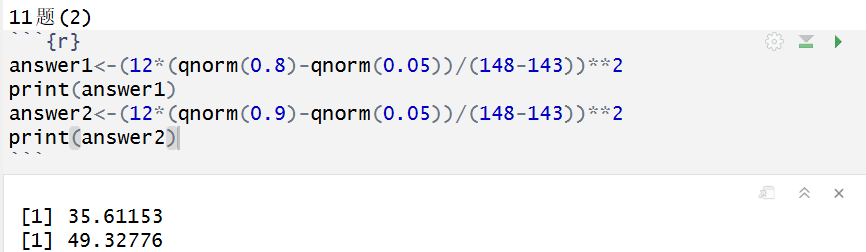 11题(2)
```{r}
answer1<-(12*(qnorm(0.8)-qnorm(0.05))/(148-143))**2
print(answer1)
answer2<-(12*(qnorm(0.9)-qnorm(0.05))/(148-143))**2
print(answer2)
```
[1] 35.61153
[1] 49.32776